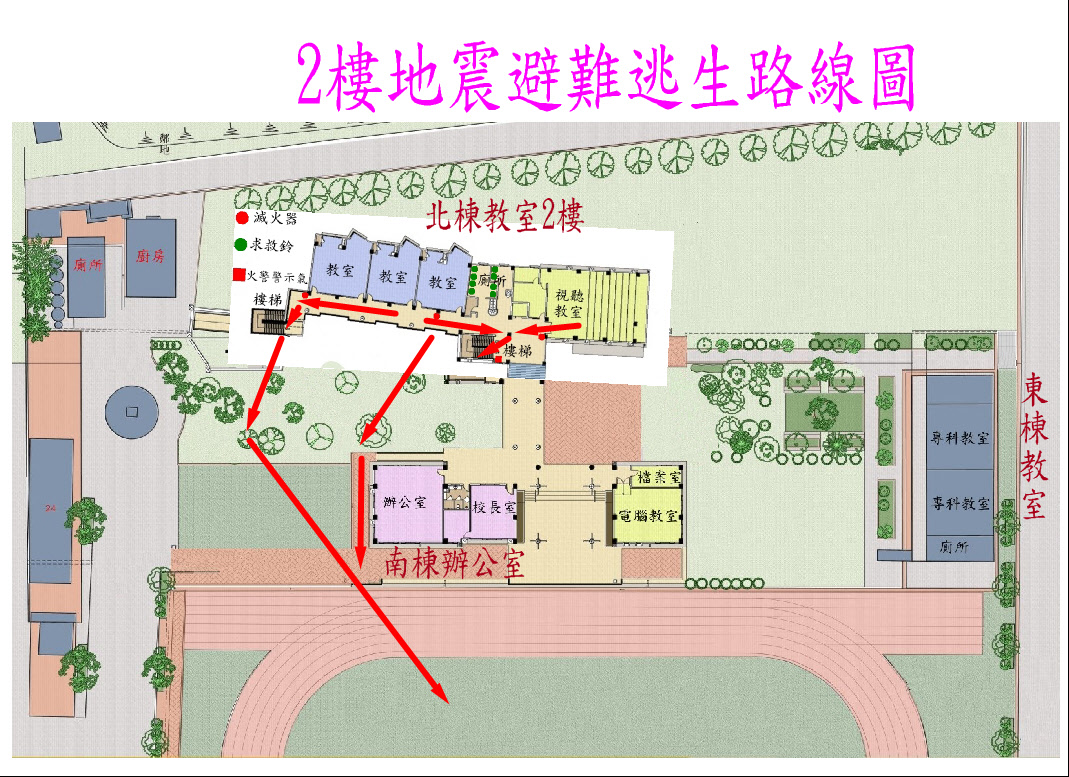 2樓地震避難逃生路線圖
鄰地
北棟教室2樓
滅火器
求救鈴
火警警示氣
樓梯
廁所
廚房
教室
教室
教室
廁所
視聽
教室
樓梯
東棟教室
專科教室
專科教室
廁所
24
辦公室
校長室
檔案室
電腦教室
南棟辦公室